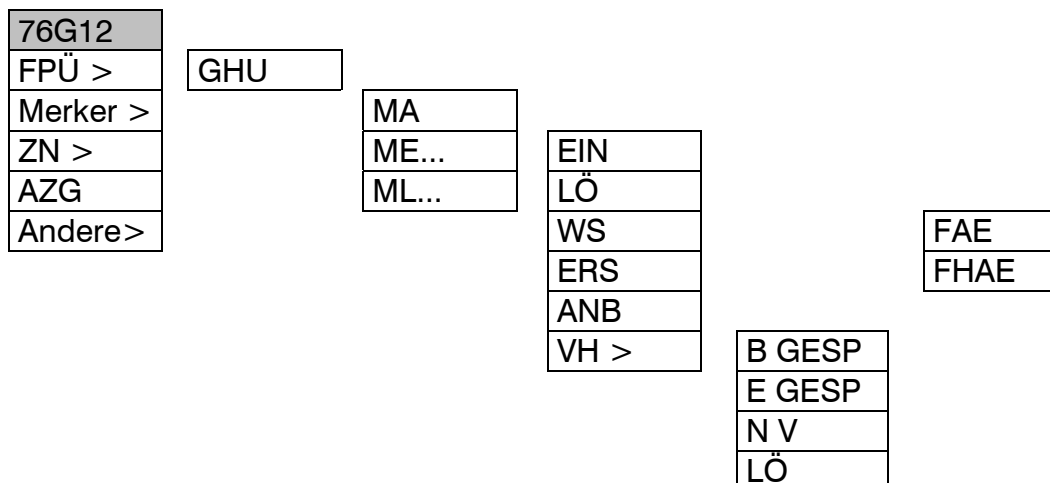 76G12
FPÜ >
Merker >
ZN >
AZG
Andere>
GHU
MA
ME...
ML...
EIN
LÖ
WS
ERS
ANB
VH >
B GESP
E GESP
N V
LÖ
FAE
FHAE